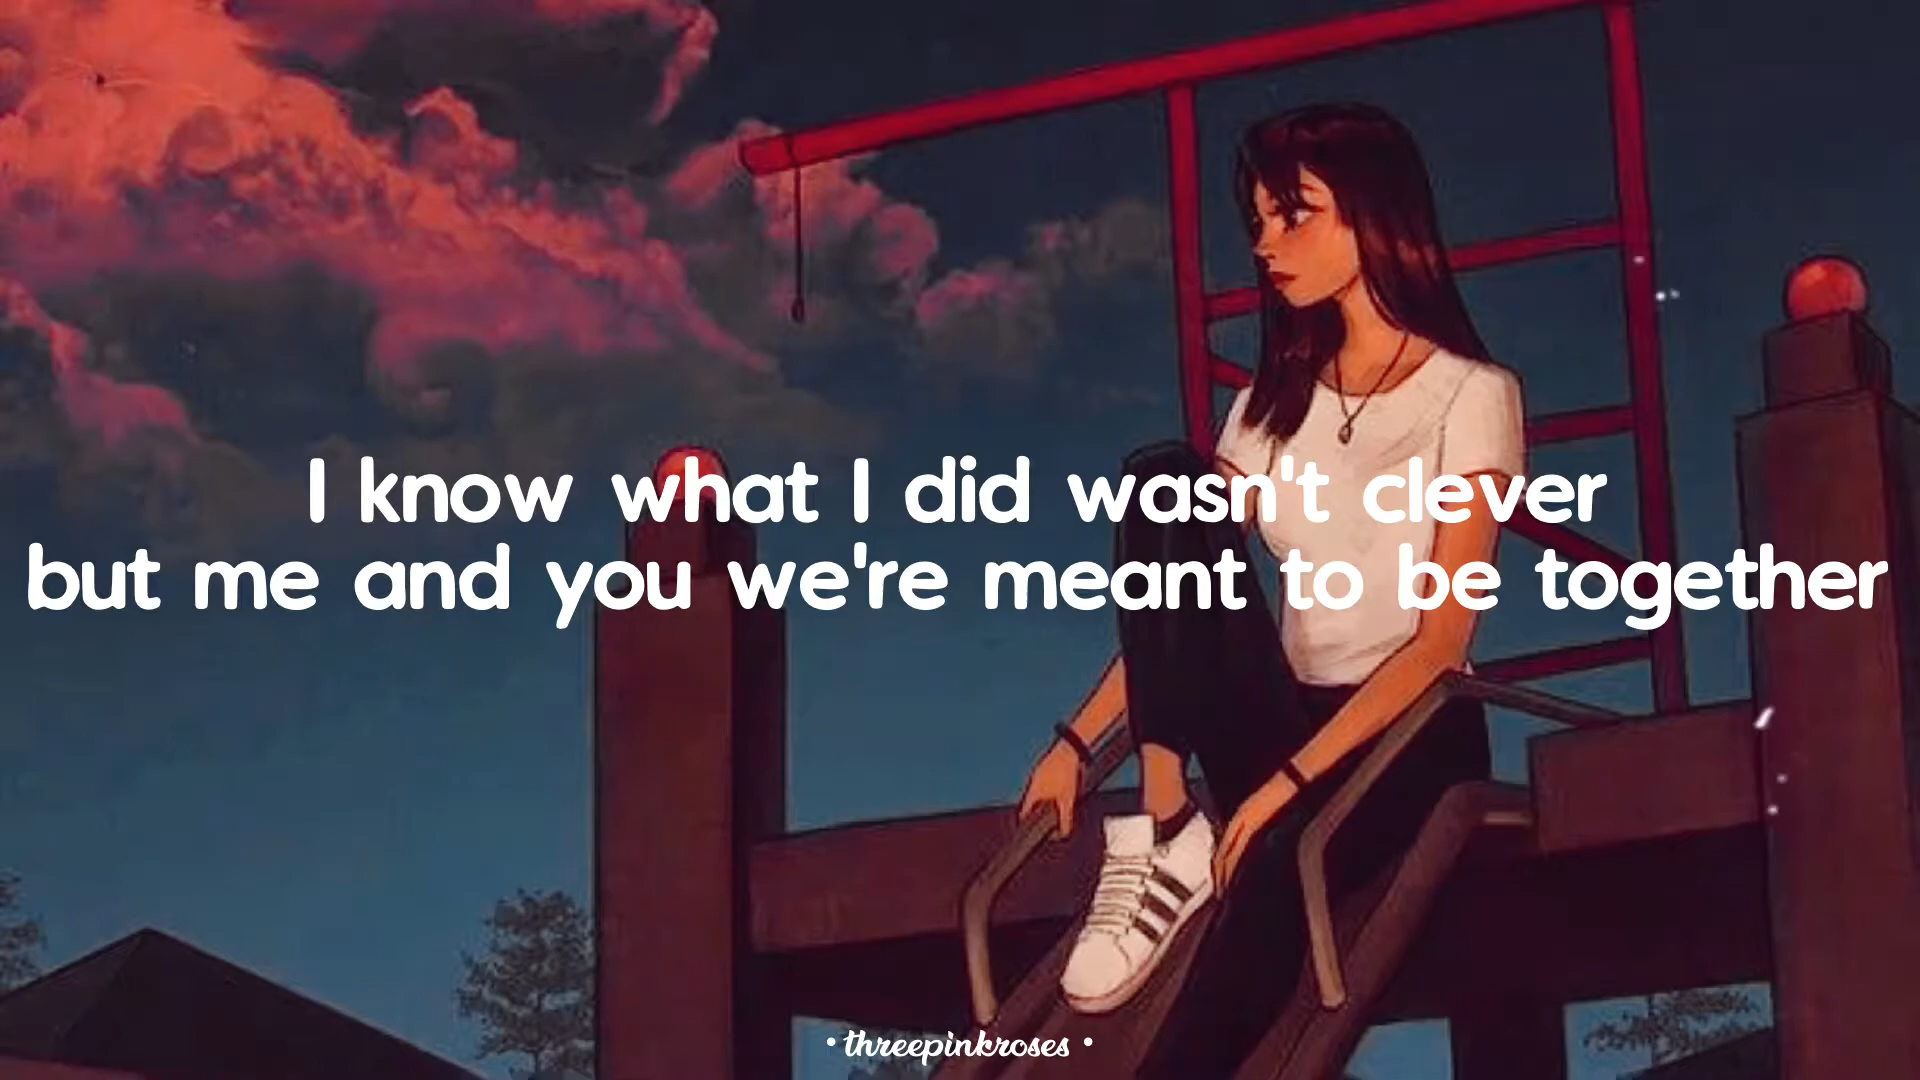 I know what I did wasn't clever
but me and you we're meant to be together
• threepinkroses •